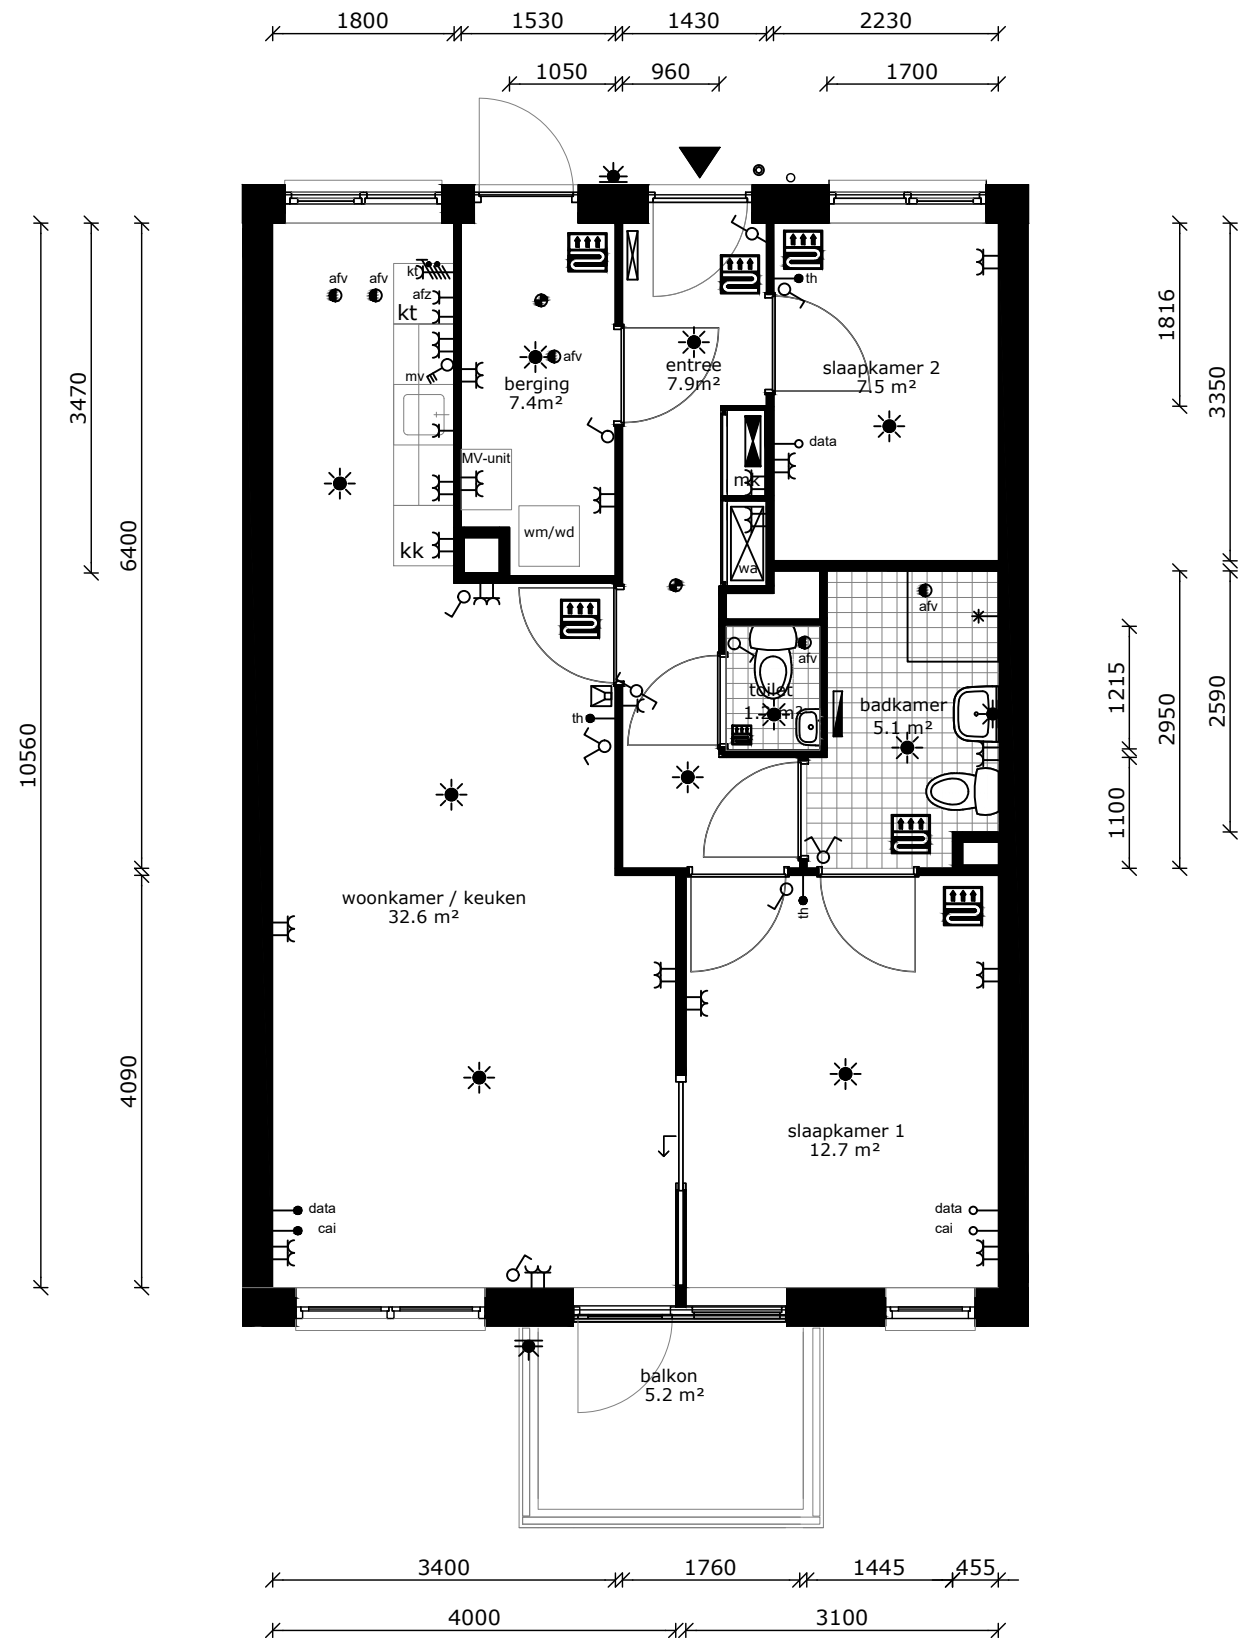 1800
1530
1430
2230
1050
960
1700
afv
afv
kt
afz
kt
mv
th
afv
berging
7.4m²
entree
7.9m²
slaapkamer 2
7.5 m²
data
MV-unit
mk
wm/wd
kk
wa
afv
afv
toilet
badkamer
5.1 m²
th
woonkamer / keuken
32.6 m²
th
slaapkamer 1
12.7 m²
data
cai
data
cai
balkon
5.2 m²
10560
3470
6400
4090
1816
3350
1215
1100
2950
2590
3400
1760
1445
455
4000
3100